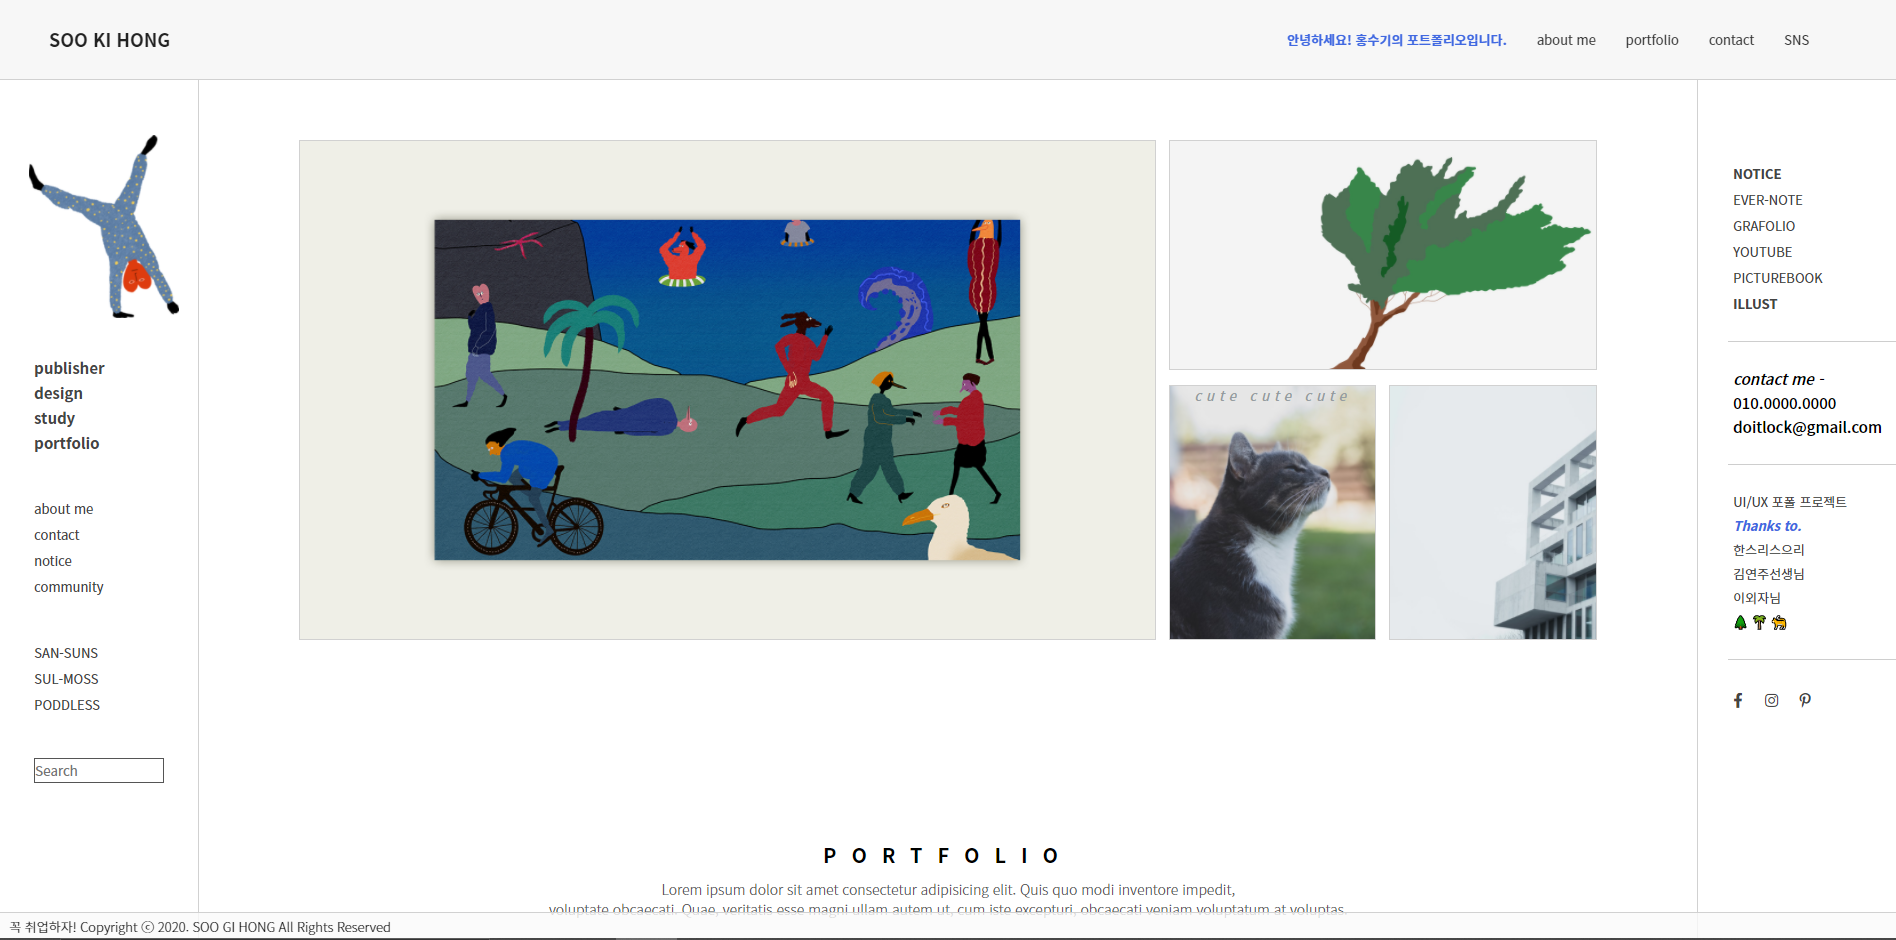 SOO KI HONG
안녕하세요! 홍수기의 포트폴리오입니다.
about me
portfolio
contact
SNS
publisher
design
study
portfolio
about me
contact
notice
community
SAN-SUNS
SUL-MOSS
PODDLESS
Search
cute cute cute
NOTICE
EVER-NOTE
GRAFOLIO
YOUTUBE
PICTUREBOOK
ILLUST
contact me -
010.0000.0000
doitlock@gmail.com
UI/UX 포폴 프로젝트
Thanks to.
한스리스으리
김연주선생님
이외자님
PORTFOLIO
Lorem ipsum dolor sit amet consectetur adipisicing elit. Quis quo modi inventore impedit,
voluptate obcaecati. Quae, veritatis esse magni ullam autem ut, cum iste excepturi, obcaecati veniam voluptatum at voluptas.
꼭 취업하자! Copyright ⓒ 2020. SOO GI HONG All Rights Reserved